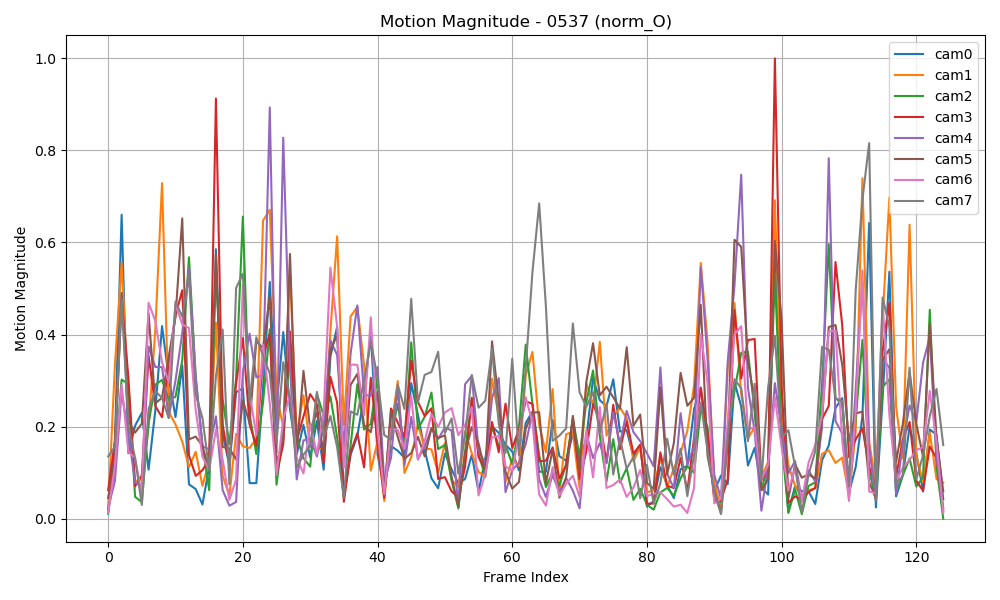 Motion Magnitude - 0537 (norm_O)
Motion Magnitude
1.0
0.8
0.6
0.4
0.2
0.0
0 20 40 60 80 100 120
Frame Index
cam0
cam1
cam2
cam3
cam4
cam5
cam6
cam7